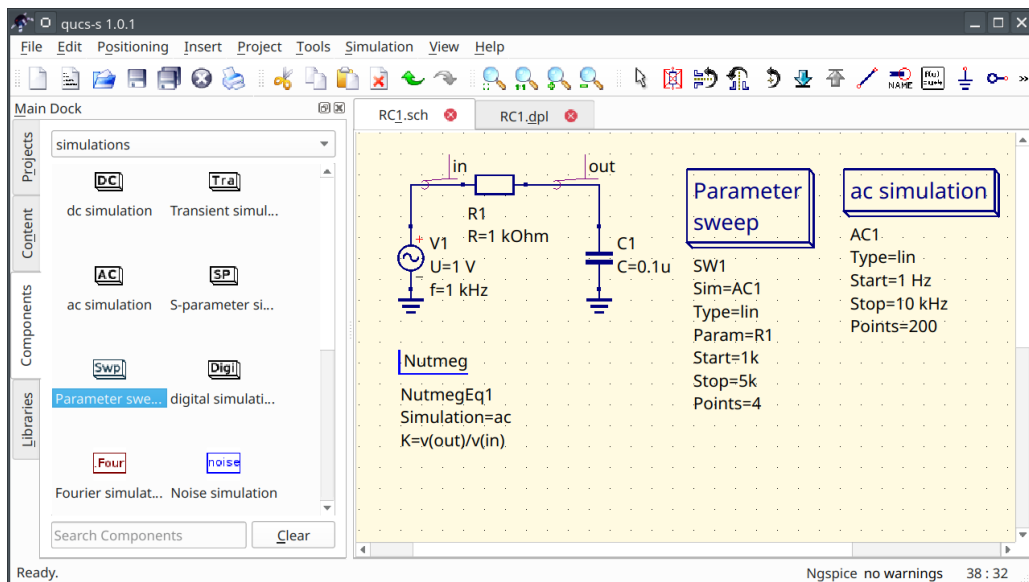 qucs-s 1.0.1
File Edit Positioning Insert Project Tools Simulation View Help
NAME
Main Dock
RC1.sch
RC1.dpl
Projects
Content
Components
Libraries
simulations
DC
Tra
dc simulation
Transient simul...
AC
SP
ac simulation
S-parameter si...
Swp
Digi
Parameter swe...
digital simulati...
.Four
noise
Fourier simulat...
Noise simulation
Search Components
Clear
in
out
R1
R=1 kOhm
V1
U=1 V
f=1 kHz
C1
C=0.1u
Nutmeg
NutmegEq1
Simulation=ac
K=v(out)/v(in)
Parameter
sweep
SW1
Sim=AC1
Type=lin
Param=R1
Start=1k
Stop=5k
Points=4
ac simulation
AC1
Type=lin
Start=1 Hz
Stop=10 kHz
Points=200
Ready.
Ngspice no warnings 38 : 32